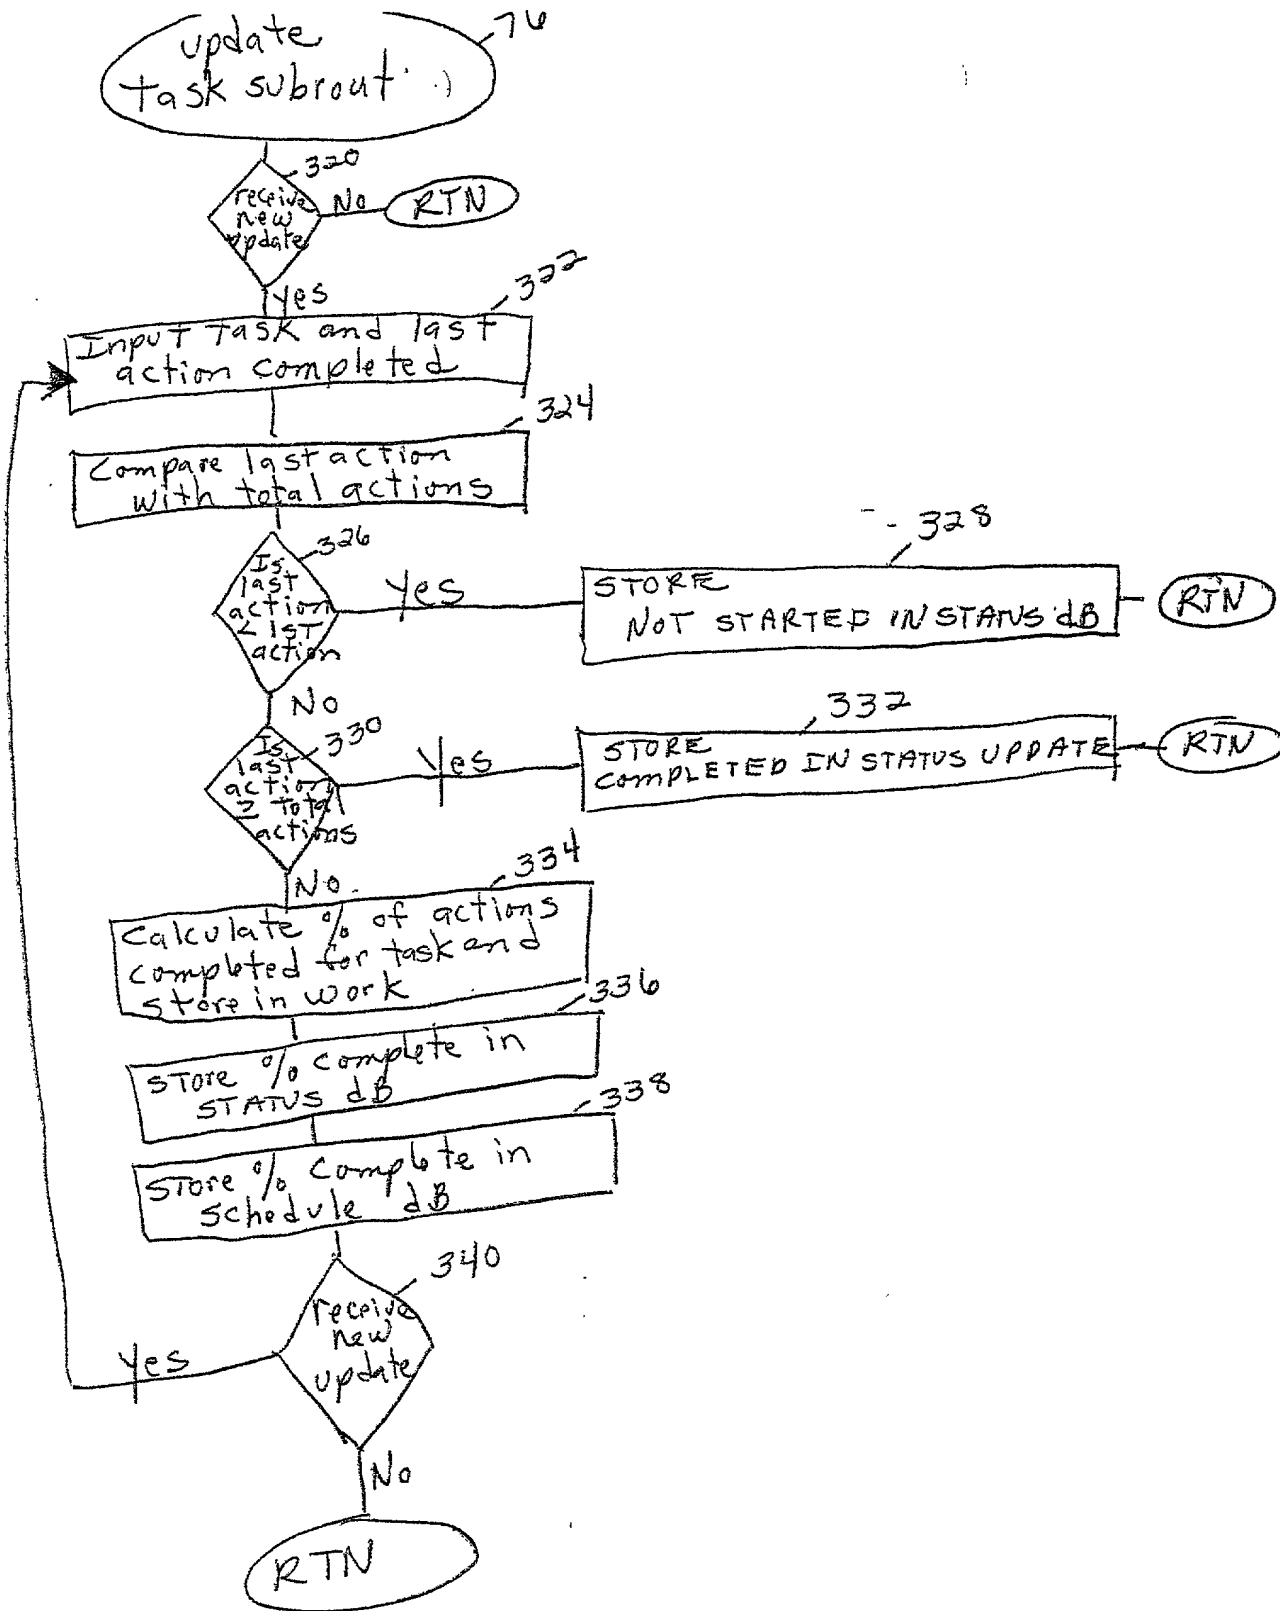 update
76
task subrout
320
receive
new
update
No
RTN
yes
322
Input task and last
action completed
324
Compare last action
with total actions
326
Is
last
action
< 1st
action
Yes
328
STORE
NOT STARTED IN STATUS dB
RTN
No
330
Is
last
action
≥ total
actions
Yes
332
STORE
COMPLETED IN STATUS UPDATE
RTN
No.
334
Calculate % of actions
completed for task and
store in work
336
STore % complete in
STATUS dB
338
STore % complete in
schedule dB
340
receive
new
update
Yes
No
RTN